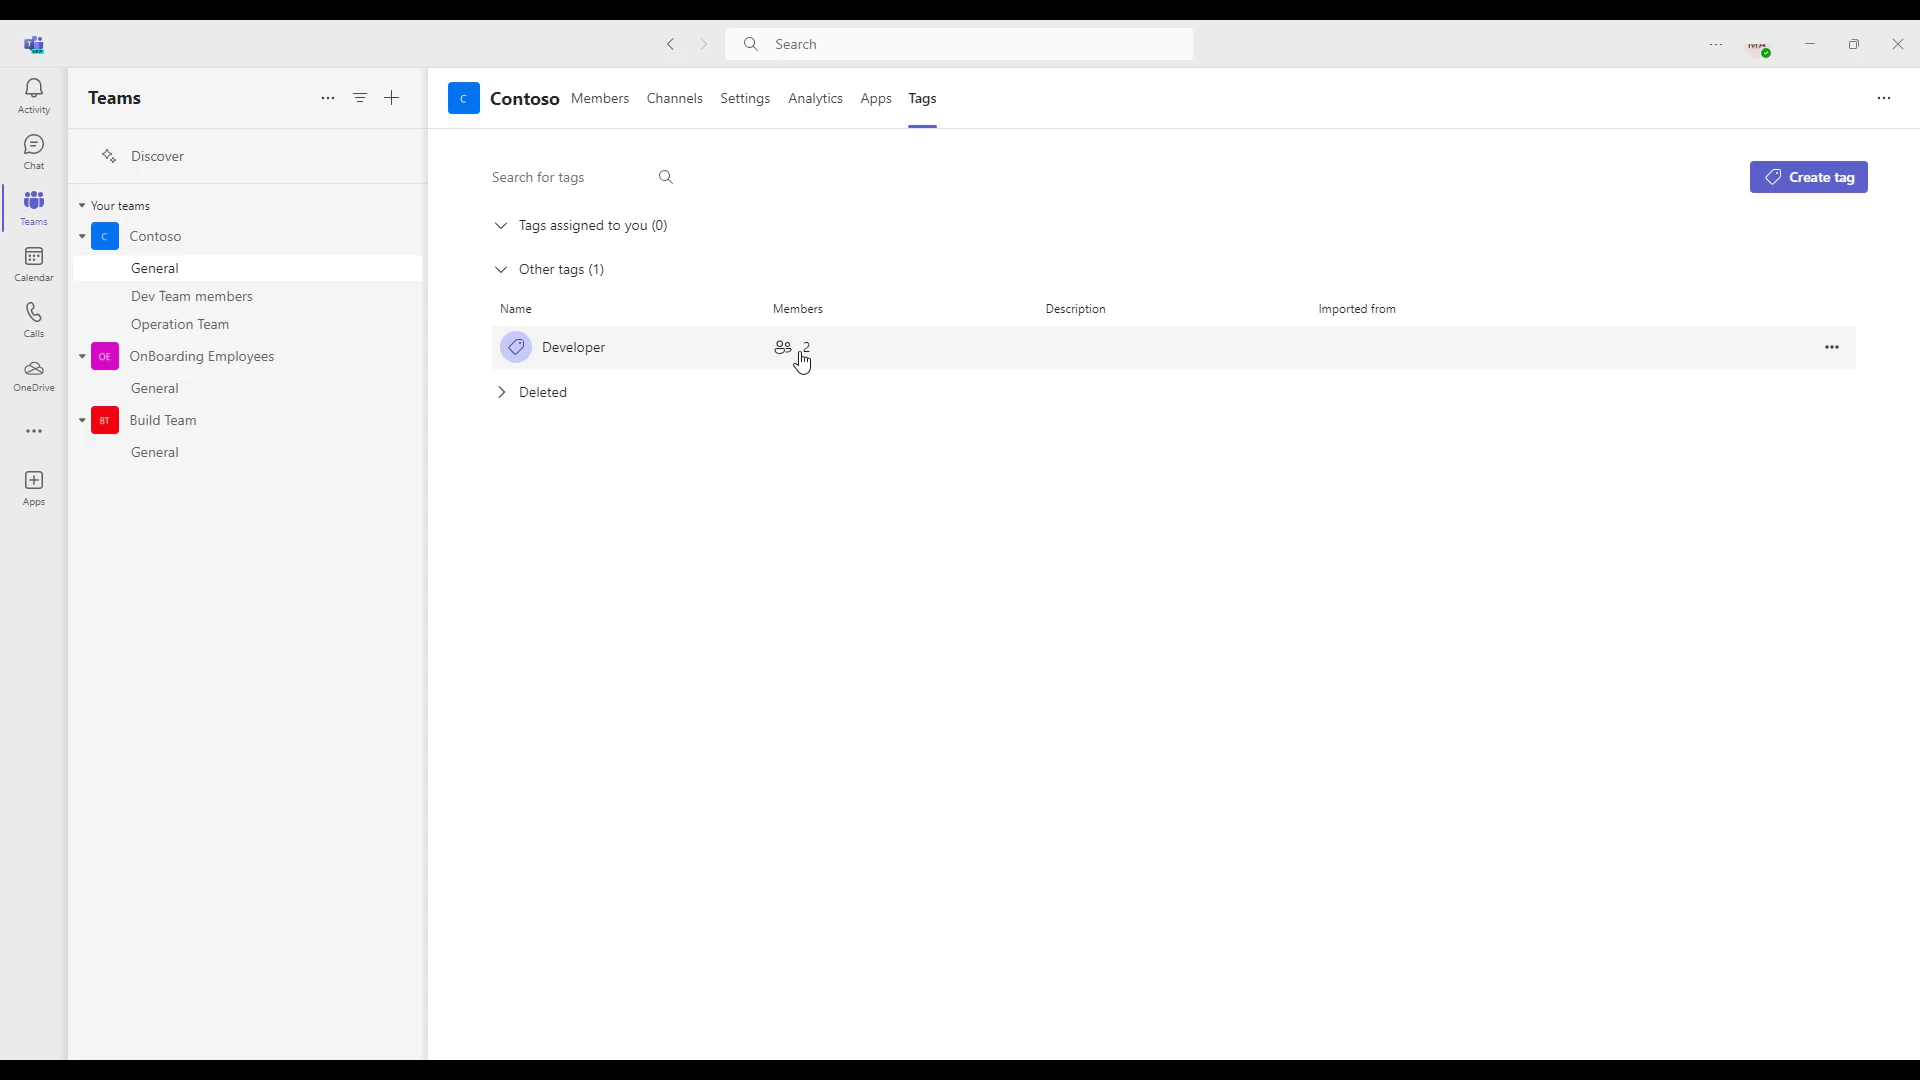 Search
Activity
Chat
Teams
Calendar
Calls
OneDrive
Apps
Teams
Discover
Your teams
C Contoso
General
Dev Team members
Operation Team
OE OnBoarding Employees
General
BT Build Team
General
C Contoso Members Channels Settings Analytics Apps Tags
Search for tags
Create tag
Tags assigned to you (0)
Other tags (1)
Name Members Description Imported from
Developer 2
Deleted